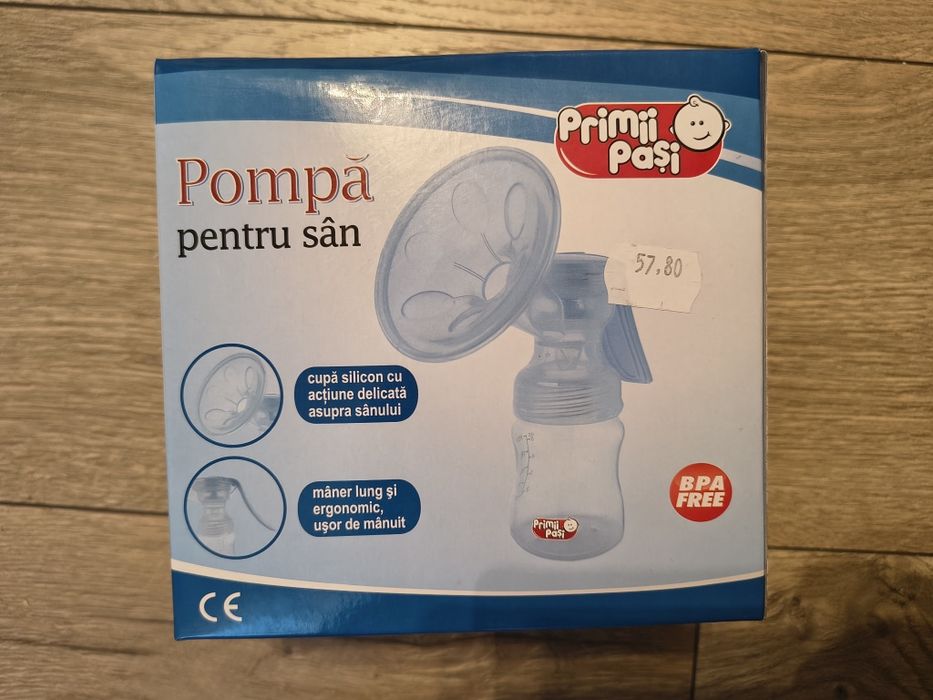 Primii
Pași
Pompă
pentru sân
57,80
cupă silicon cu
acțiune delicată
asupra sânului
mâner lung și
ergonomic,
ușor de mânuit
BPA
FREE
Primii
Pași
CE